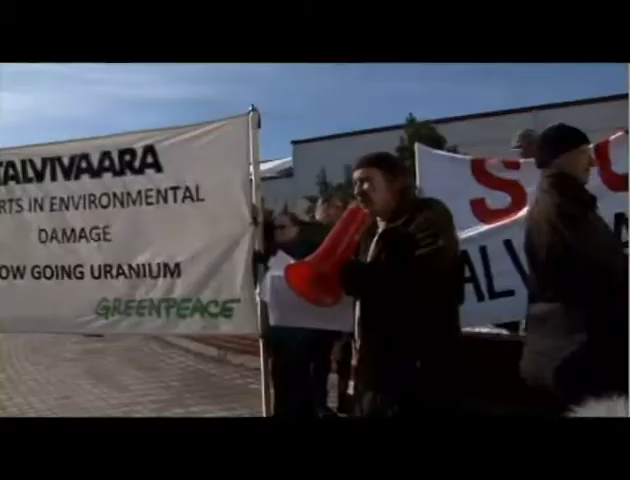 TALVIVAARA
RTS IN ENVIRONMENTAL
DAMAGE
OW GOING URANIUM
GREENPEACE
S O
ALV